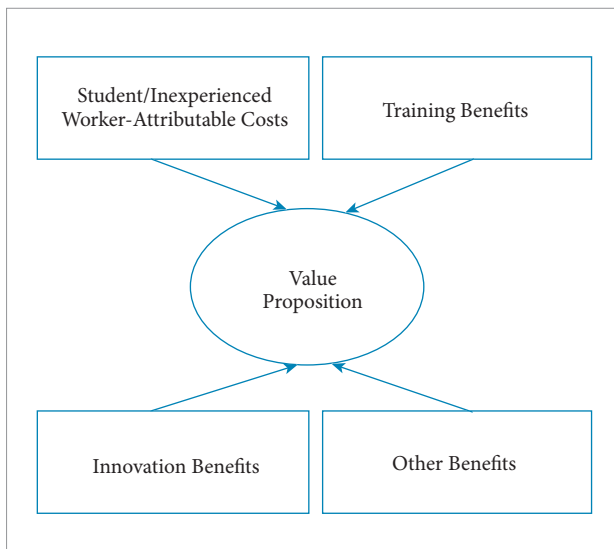 Student/Inexperienced
Worker-Attributable Costs
Training Benefits
Value
Proposition
Innovation Benefits
Other Benefits